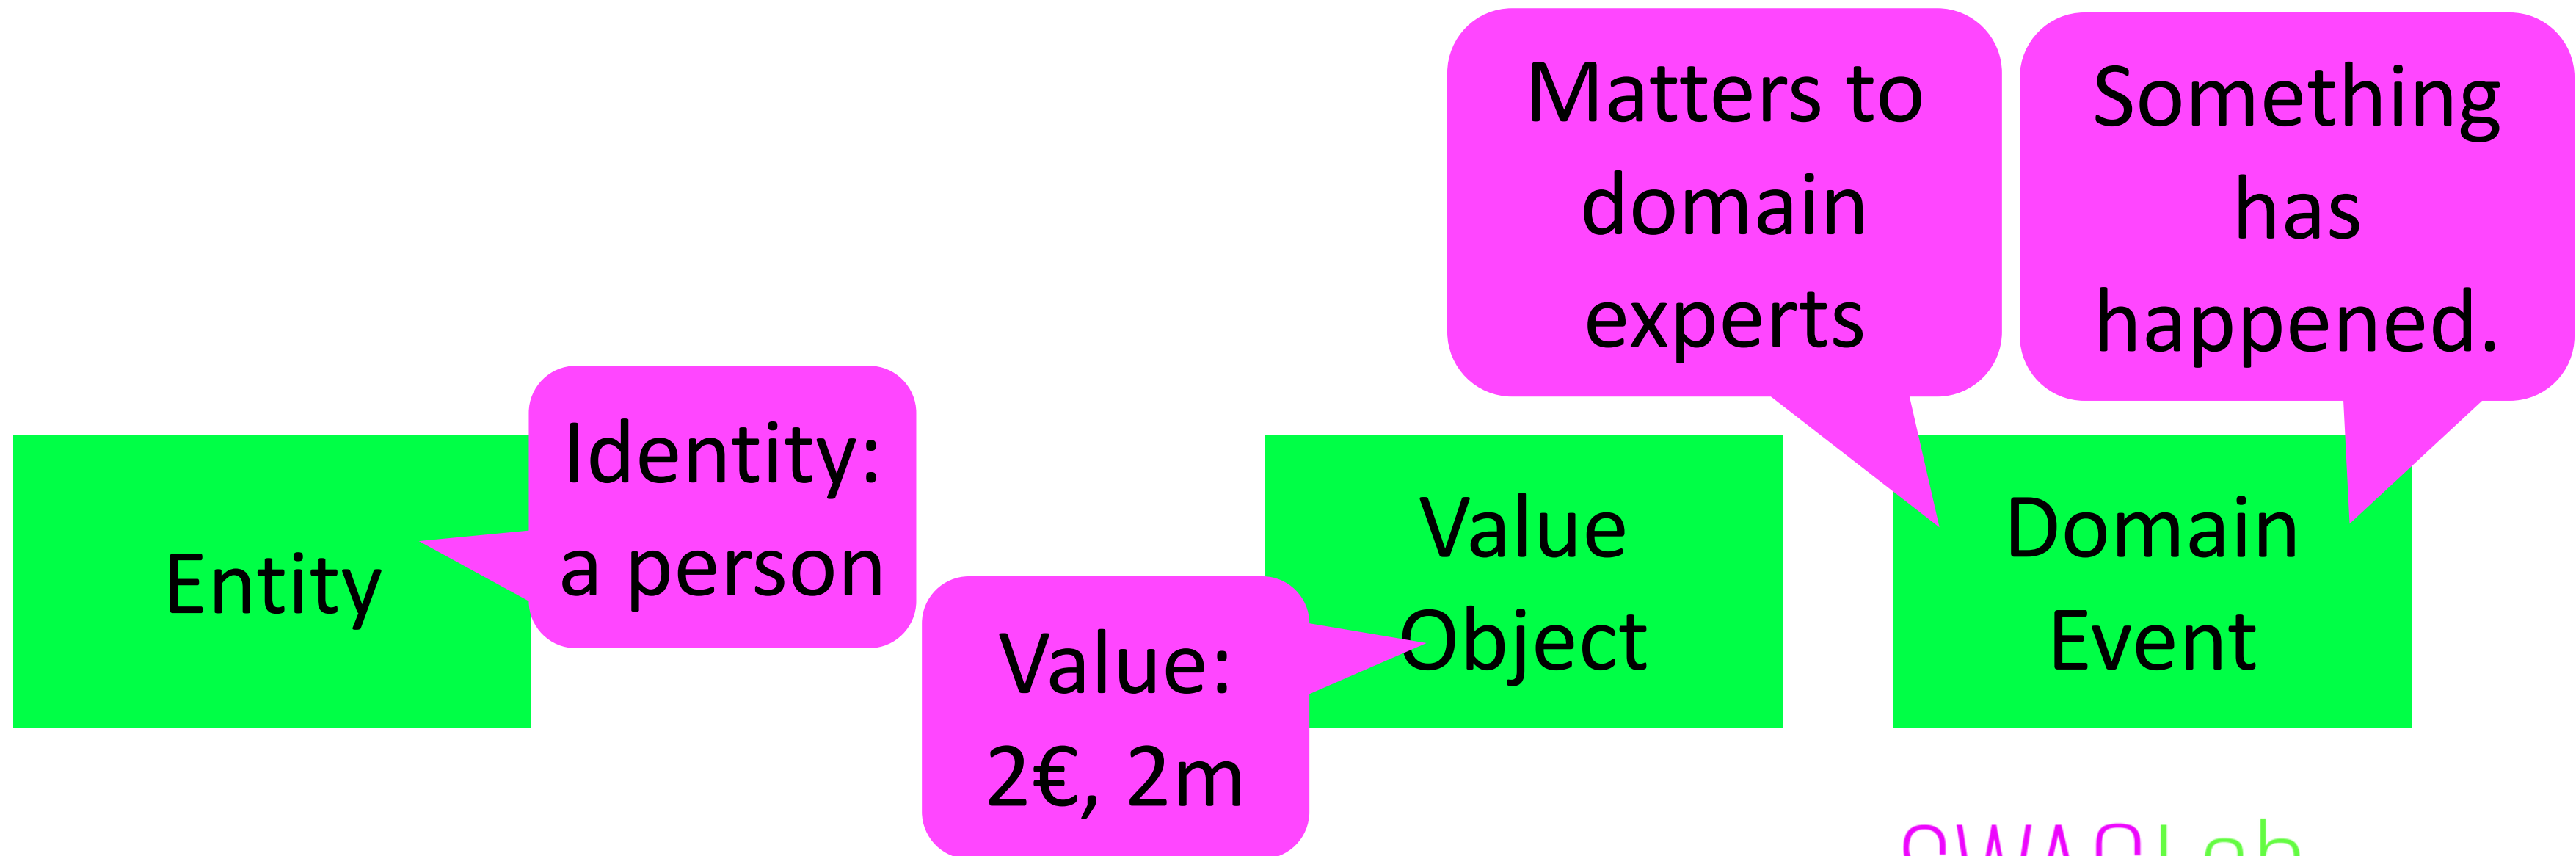 Matters to
domain
experts
Something
has
happened.
Identity:
a person
Entity
Value:
2€, 2m
Value
Object
Domain
Event